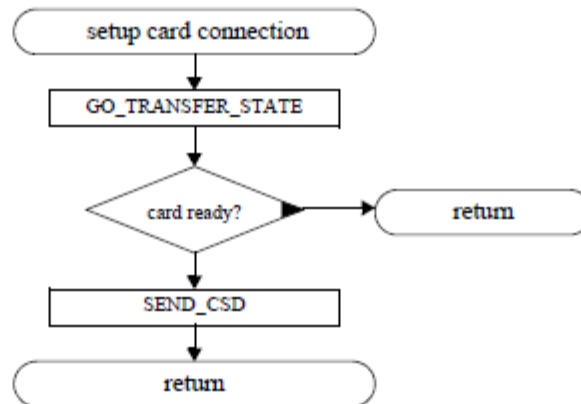 setup card connection
GO_TRANSFER_STATE
card ready?
return
SEND_CSD
return